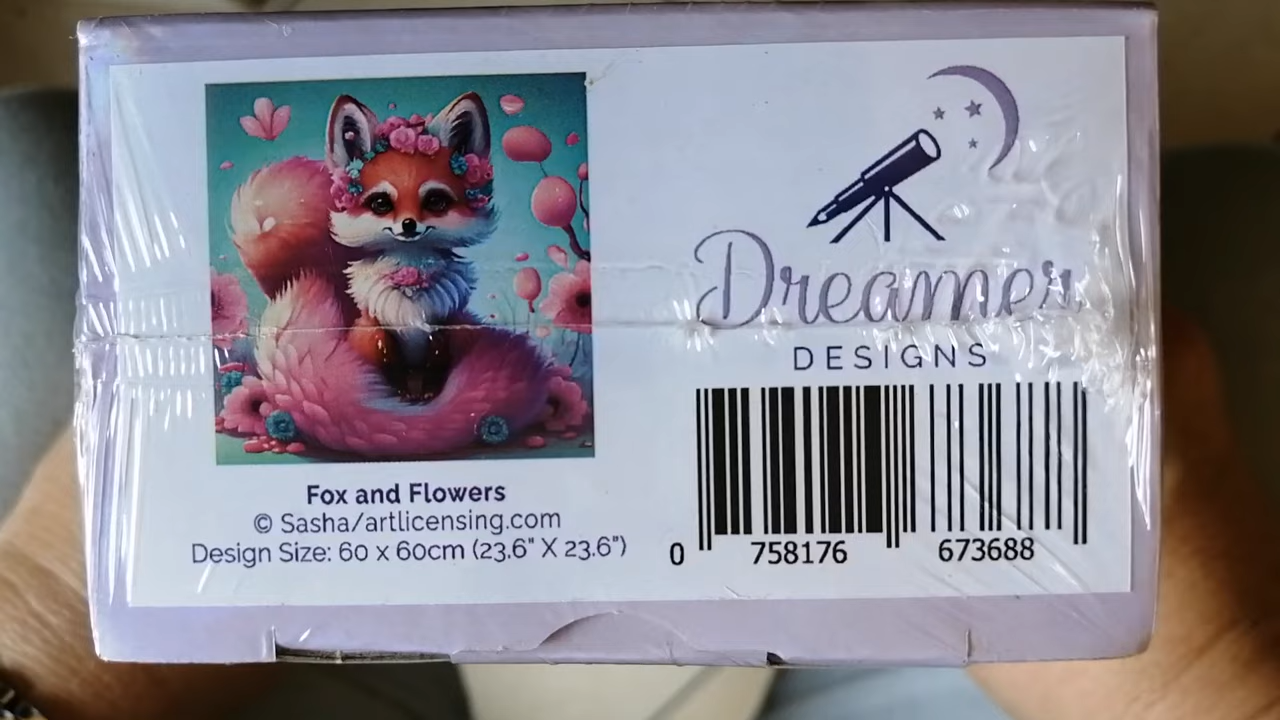 Dreamer
DESIGNS
Fox and Flowers
© Sasha/artlicensing.com
Design Size: 60 x 60cm (23.6" X 23.6")
0 758176 673688